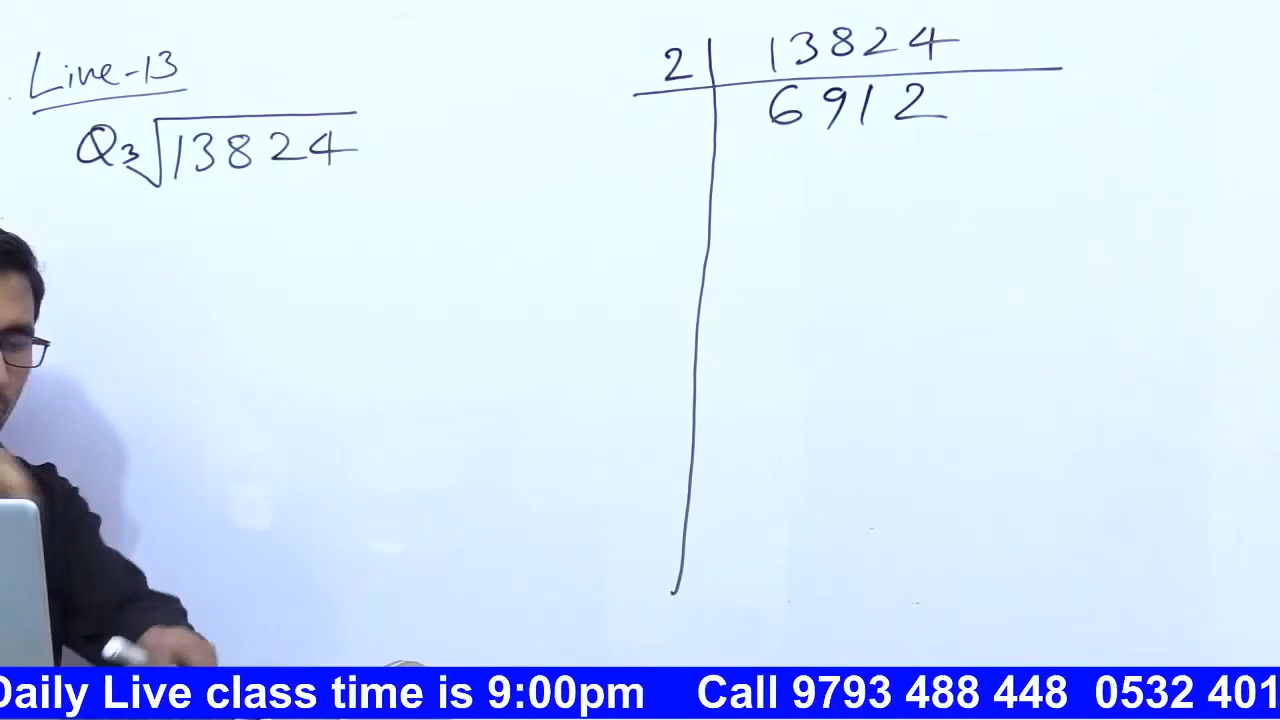 Live-13
Q ∛13824
2 | 13824
6912
Daily Live class time is 9:00pm Call 9793 488 448 0532 401